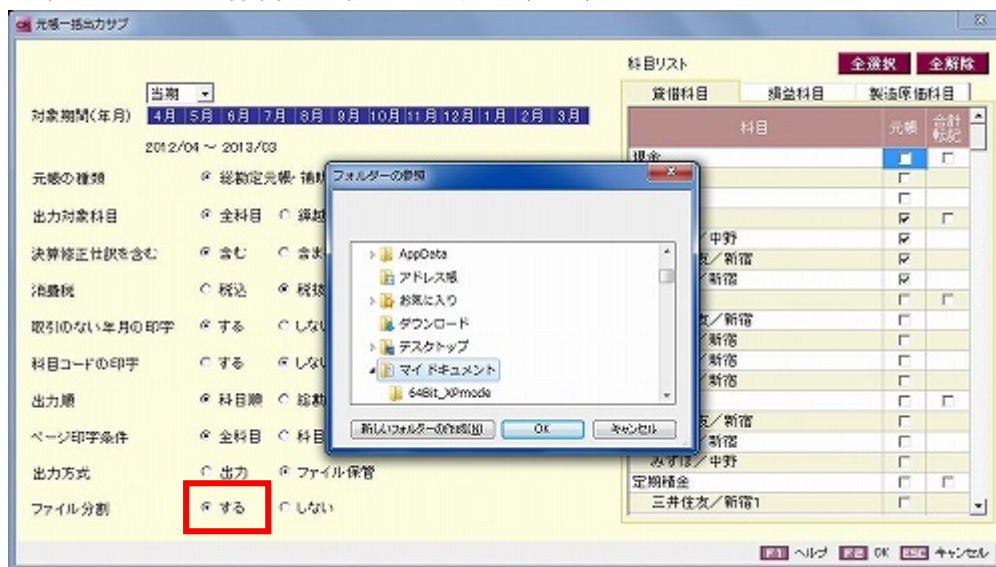 元帳一括出力サブ
科目リスト
全選択
全解除
当期
貸借科目
損益科目
製造原価科目
対象期間(年月)
4月 5月 6月 7月 8月 9月 10月 11月 12月 1月 2月 3月
科目
元帳
合計転記
2012/04 ～ 2013/03
現金
元帳の種類
総勘定元帳・補助
出力対象科目
全科目
繰越
決算修正仕訳を含む
含む
含ま
消費税
税込
税抜
取引のない年月の印字
する
しない
科目コードの印字
する
しない
出力順
科目順
総勘
ページ印字条件
全科目
科目
出力方式
出力
ファイル保管
ファイル分割
する
しない
フォルダーの参照
AppData
アドレス帳
お気に入り
ダウンロード
デスクトップ
マイ ドキュメント
64Bit_XPmode
新しいフォルダーの作成(N)
OK
キャンセル
／中野
／新宿
／新宿
／新宿
／新宿
／新宿
／新宿
／新宿
／新宿
みずほ／中野
定期積金
三井住友／新宿1
F1 ヘルプ
F12 OK
ESC キャンセル